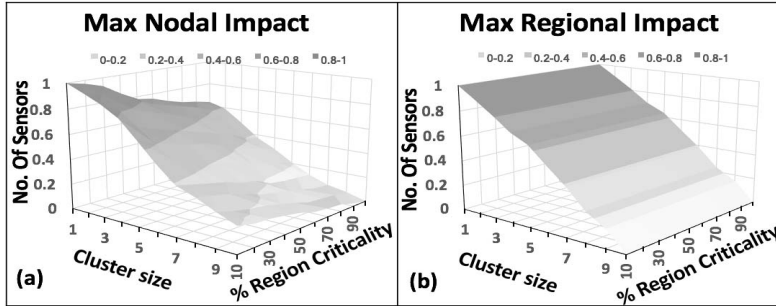 Max Nodal Impact
0-0.2 0.2-0.4 0.4-0.6 0.6-0.8 0.8-1
No. Of Sensors
1
0.8
0.6
0.4
0.2
0
1
3
5
7
9
Cluster size
10
30
50
70
90
% Region Criticality
(a)
Max Regional Impact
0-0.2 0.2-0.4 0.4-0.6 0.6-0.8 0.8-1
No. Of Sensors
1
0.8
0.6
0.4
0.2
0
1
3
5
7
9
Cluster size
10
30
50
70
90
% Region Criticality
(b)